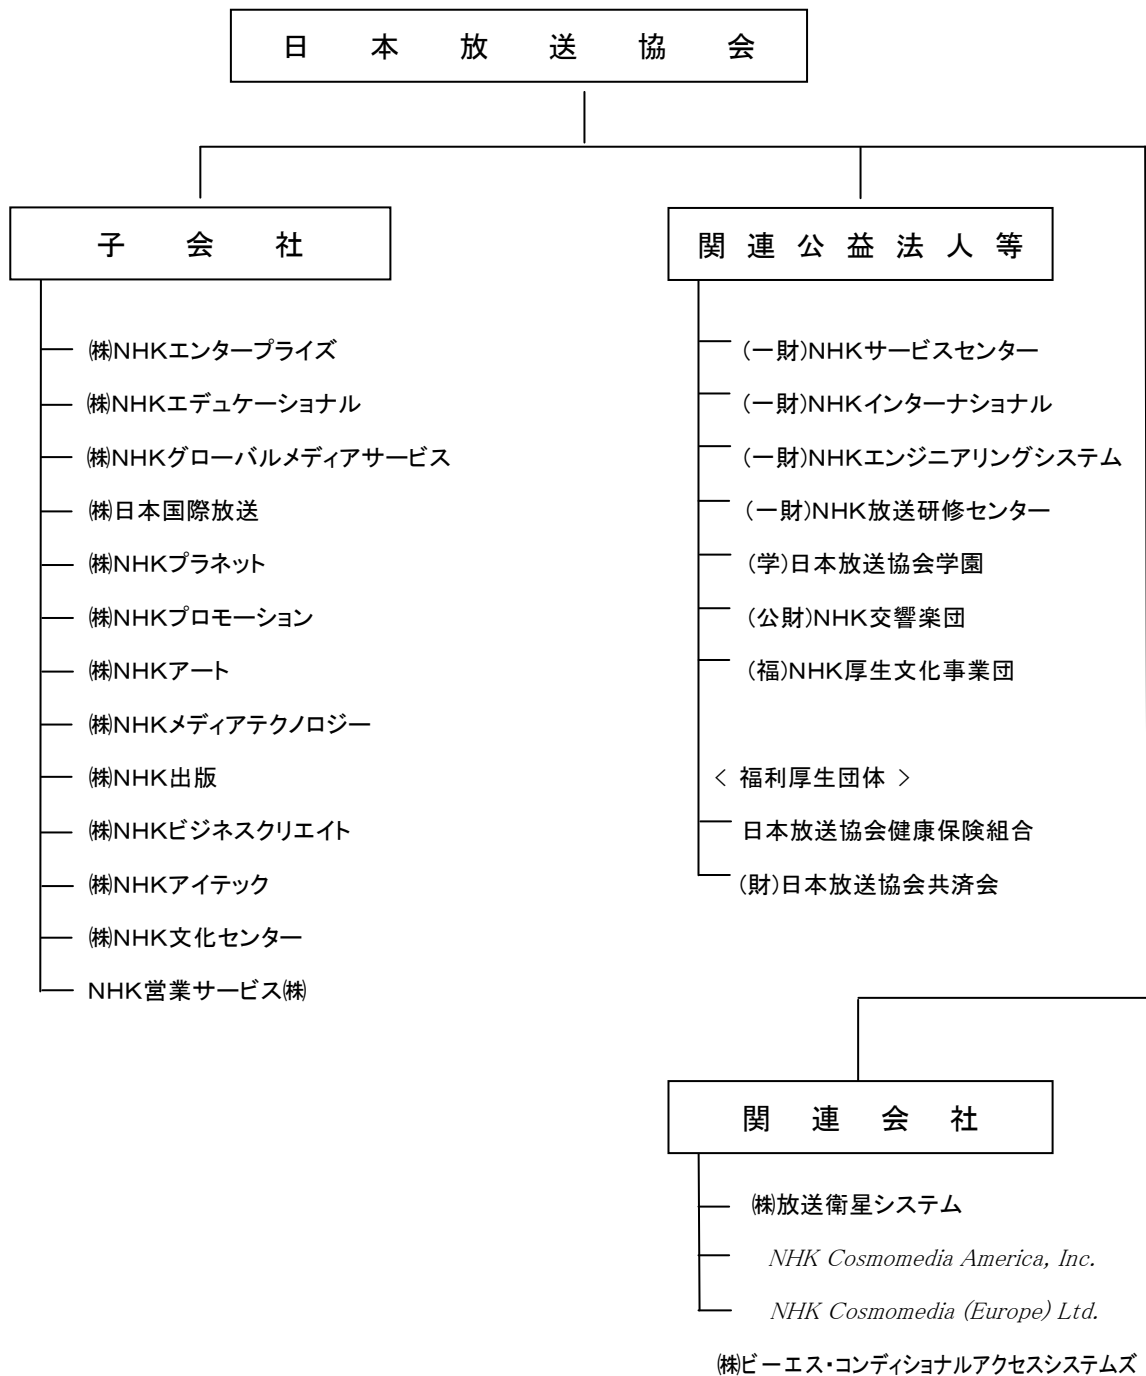 日本放送協会
子会社
㈱NHKエンタープライズ
㈱NHKエデュケーショナル
㈱NHKグローバルメディアサービス
㈱日本国際放送
㈱NHKプラネット
㈱NHKプロモーション
㈱NHKアート
㈱NHKメディアテクノロジー
㈱NHK出版
㈱NHKビジネスクリエイト
㈱NHKアイテック
㈱NHK文化センター
NHK営業サービス㈱
関連公益法人等
(一財)NHKサービスセンター
(一財)NHKインターナショナル
(一財)NHKエンジニアリングシステム
(一財)NHK放送研修センター
(学)日本放送協会学園
(公財)NHK交響楽団
(福)NHK厚生文化事業団
< 福利厚生団体 >
日本放送協会健康保険組合
(財)日本放送協会共済会
関連会社
㈱放送衛星システム
NHK Cosmomedia America, Inc.
NHK Cosmomedia (Europe) Ltd.
㈱ビーエス・コンディショナルアクセスシステムズ